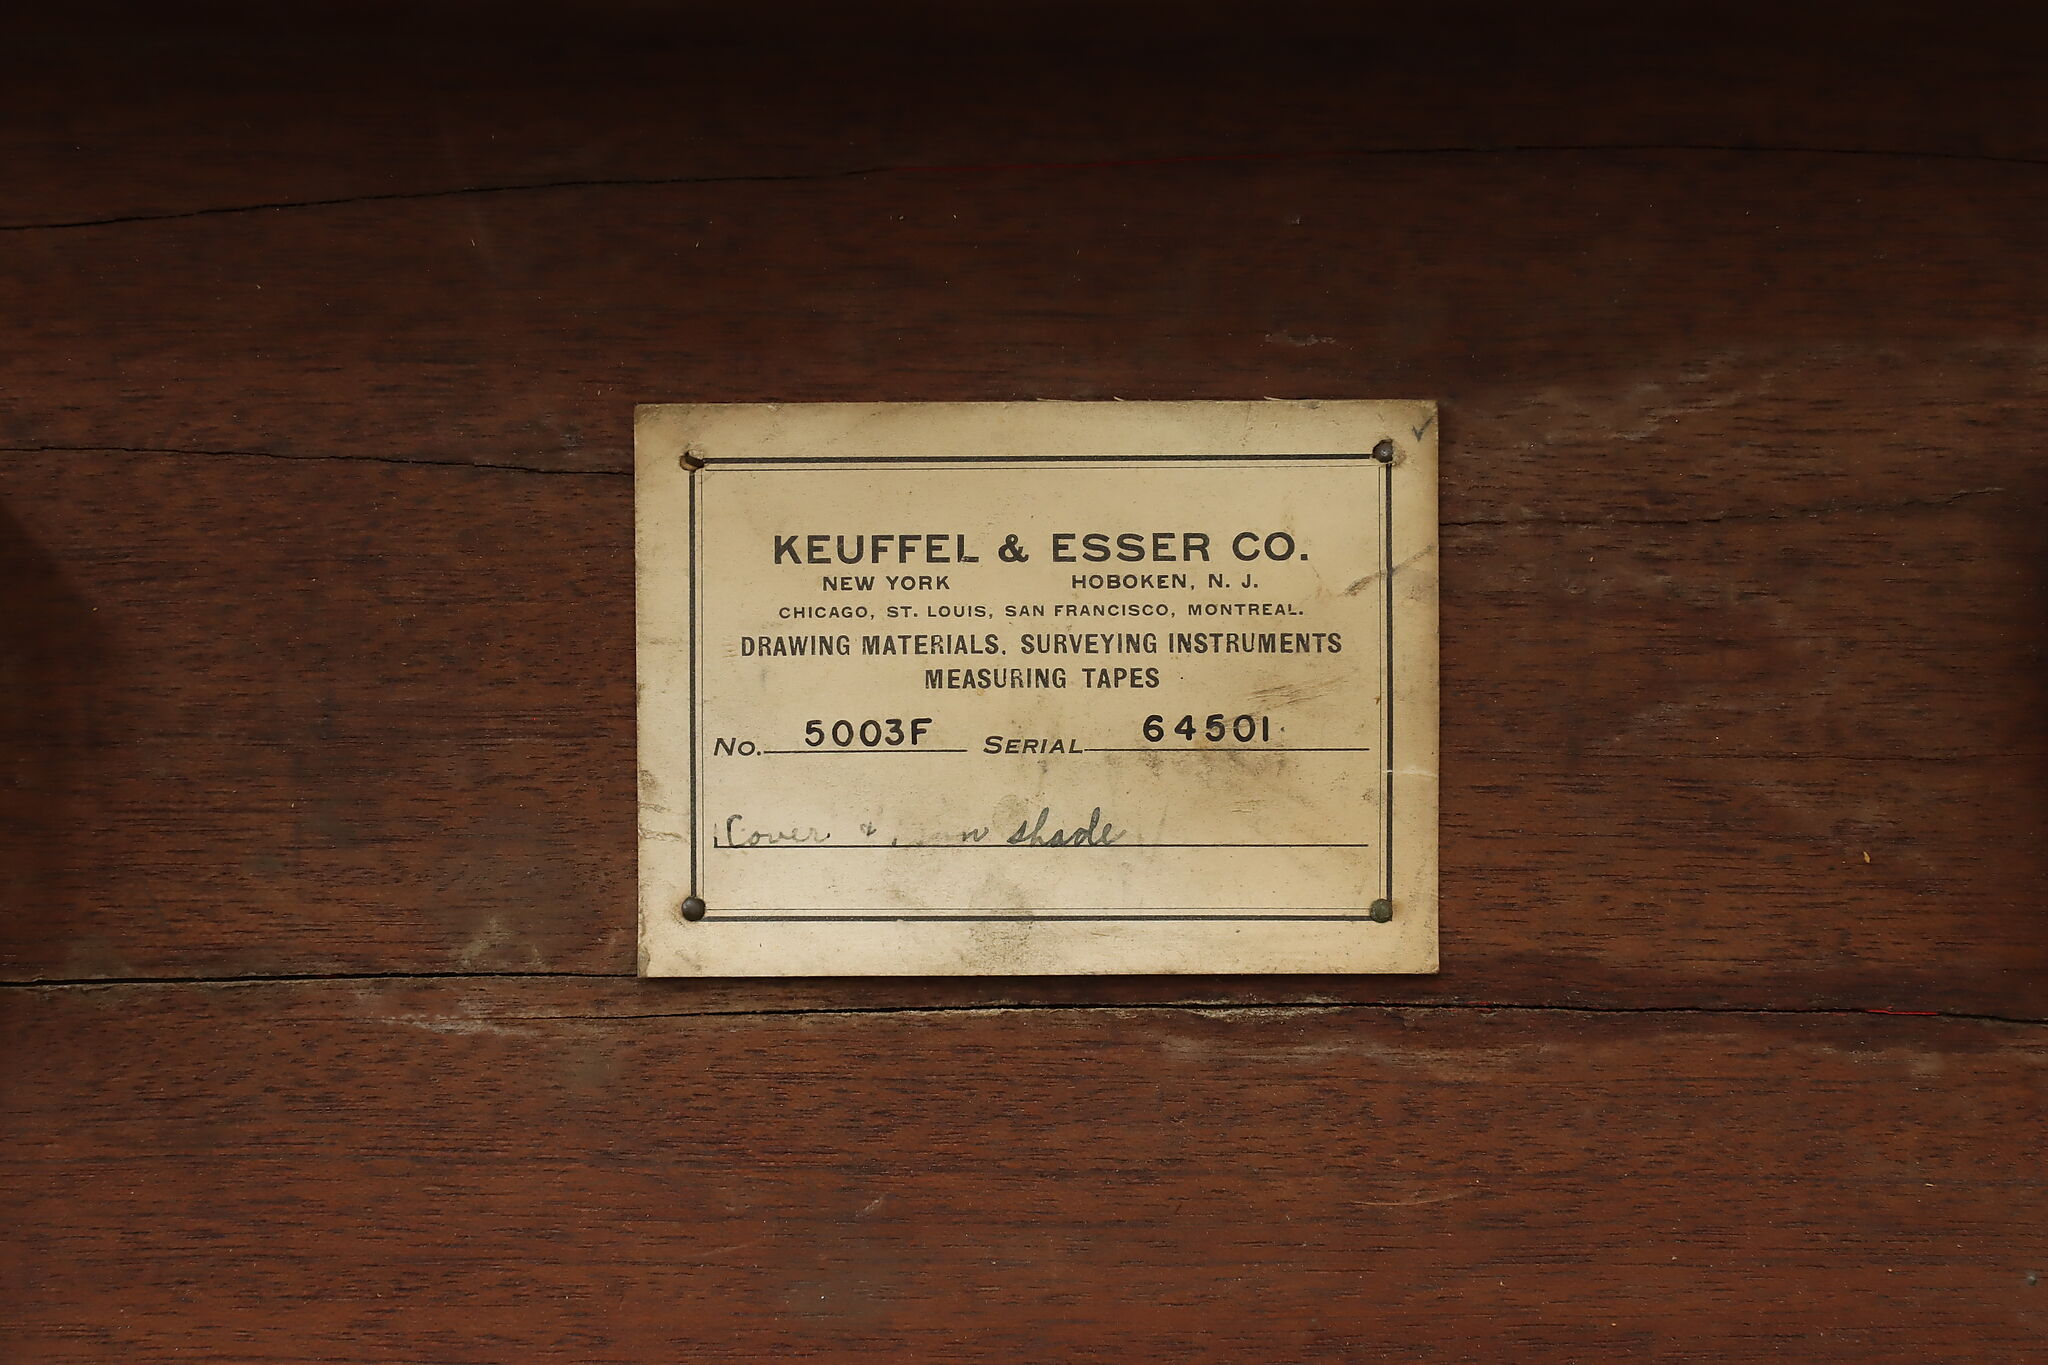 KEUFFEL & ESSER CO.
NEW YORK HOBOKEN, N. J.
CHICAGO, ST. LOUIS, SAN FRANCISCO, MONTREAL.
DRAWING MATERIALS, SURVEYING INSTRUMENTS
MEASURING TAPES
No. 5003F SERIAL 64501
Cover & shade